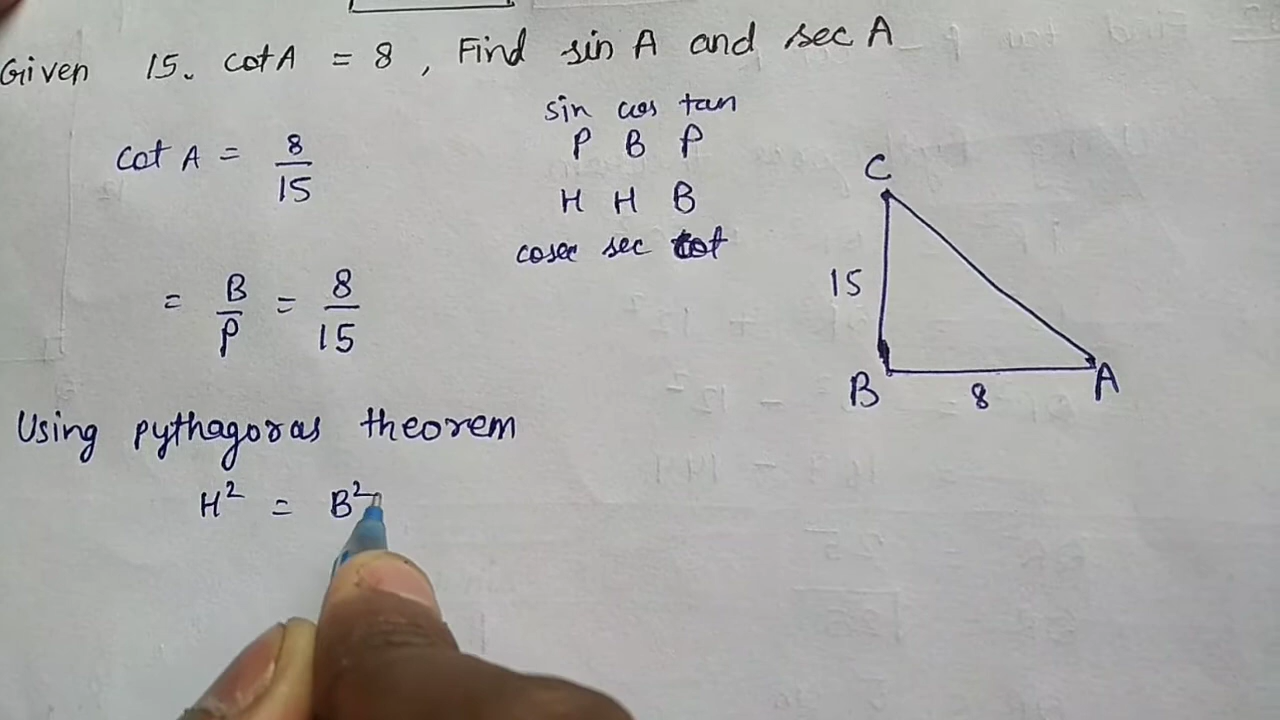 Given 15. cot A = 8 , Find sin A and sec A
sin cos tan
P B P
H H B
cosec sec cot
cot A = 8/15
= B/P = 8/15
C
15
B 8 A
Using pythagoras theorem
H² = B²